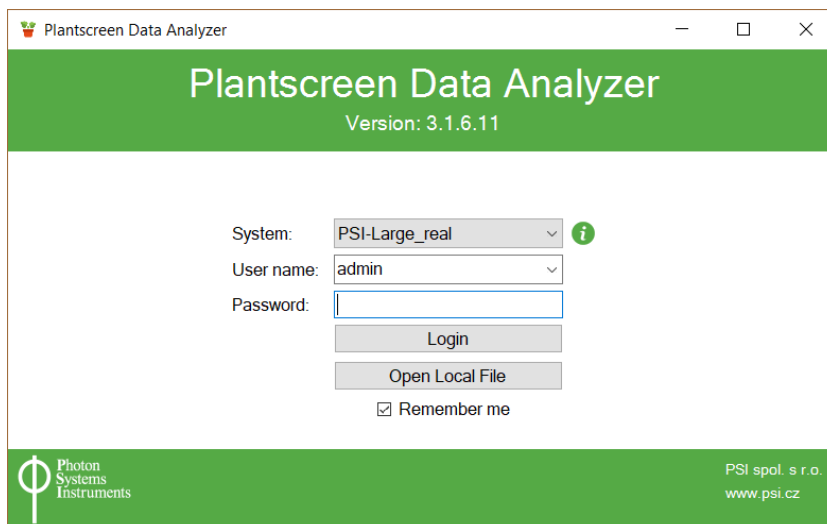 Plantscreen Data Analyzer
Plantscreen Data Analyzer
Version: 3.1.6.11
System: PSI-Large_real i
User name: admin
Password:
Login
Open Local File
Remember me
Photon
Systems
Instruments
PSI spol. s r.o.
www.psi.cz